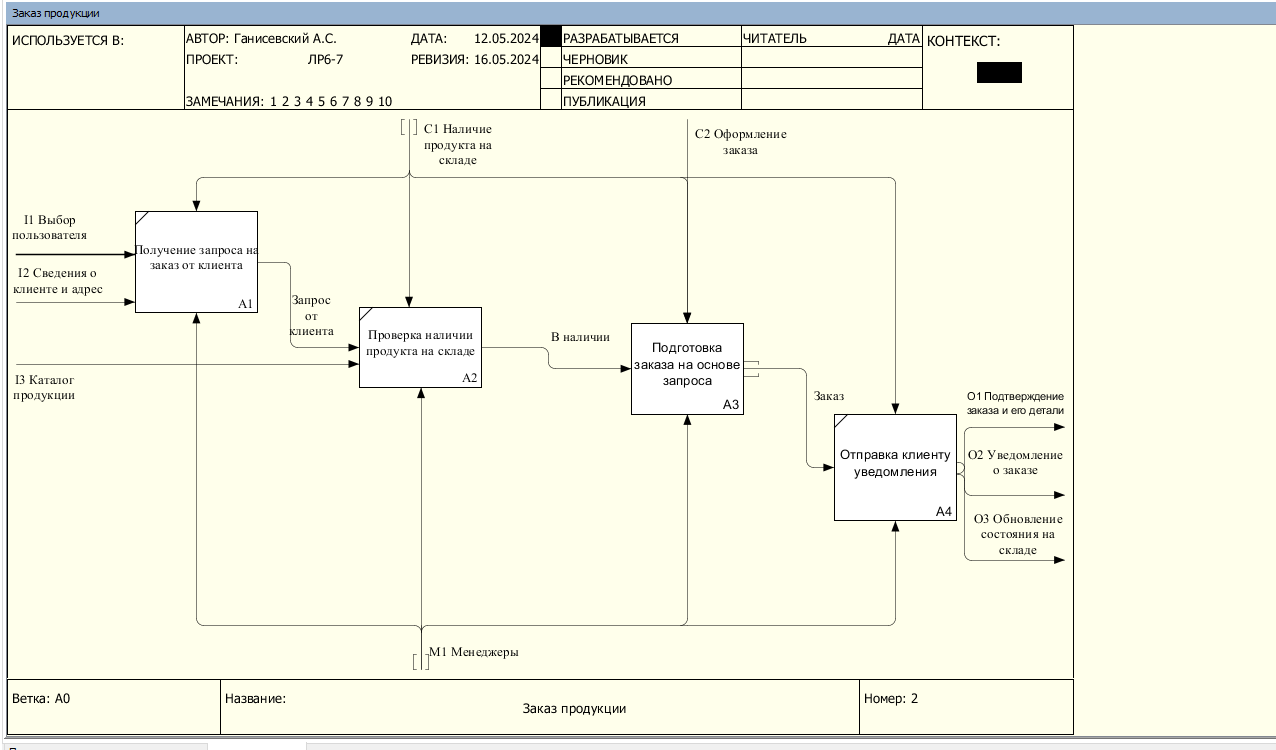 Заказ продукции
ИСПОЛЬЗУЕТСЯ В:
АВТОР: Ганисевский А.С.
ДАТА: 12.05.2024
ПРОЕКТ: ЛР6-7
РЕВИЗИЯ: 16.05.2024
ЗАМЕЧАНИЯ: 1 2 3 4 5 6 7 8 9 10
РАЗРАБАТЫВАЕТСЯ
ЧЕРНОВИК
РЕКОМЕНДОВАНО
ПУБЛИКАЦИЯ
ЧИТАТЕЛЬ ДАТА
КОНТЕКСТ:
C1 Наличие
продукта на
складе
C2 Оформление
заказа
I1 Выбор
пользователя
I2 Сведения о
клиенте и адрес
I3 Каталог
продукции
Получение запроса на
заказ от клиента
A1
Запрос
от
клиента
Проверка наличии
продукта на складе
A2
В наличии
Подготовка
заказа на основе
запроса
A3
Заказ
Отправка клиенту
уведомления
A4
O1 Подтверждение
заказа и его детали
O2 Уведомление
о заказе
O3 Обновление
состояния на
складе
M1 Менеджеры
Ветка: A0
Название:
Заказ продукции
Номер: 2